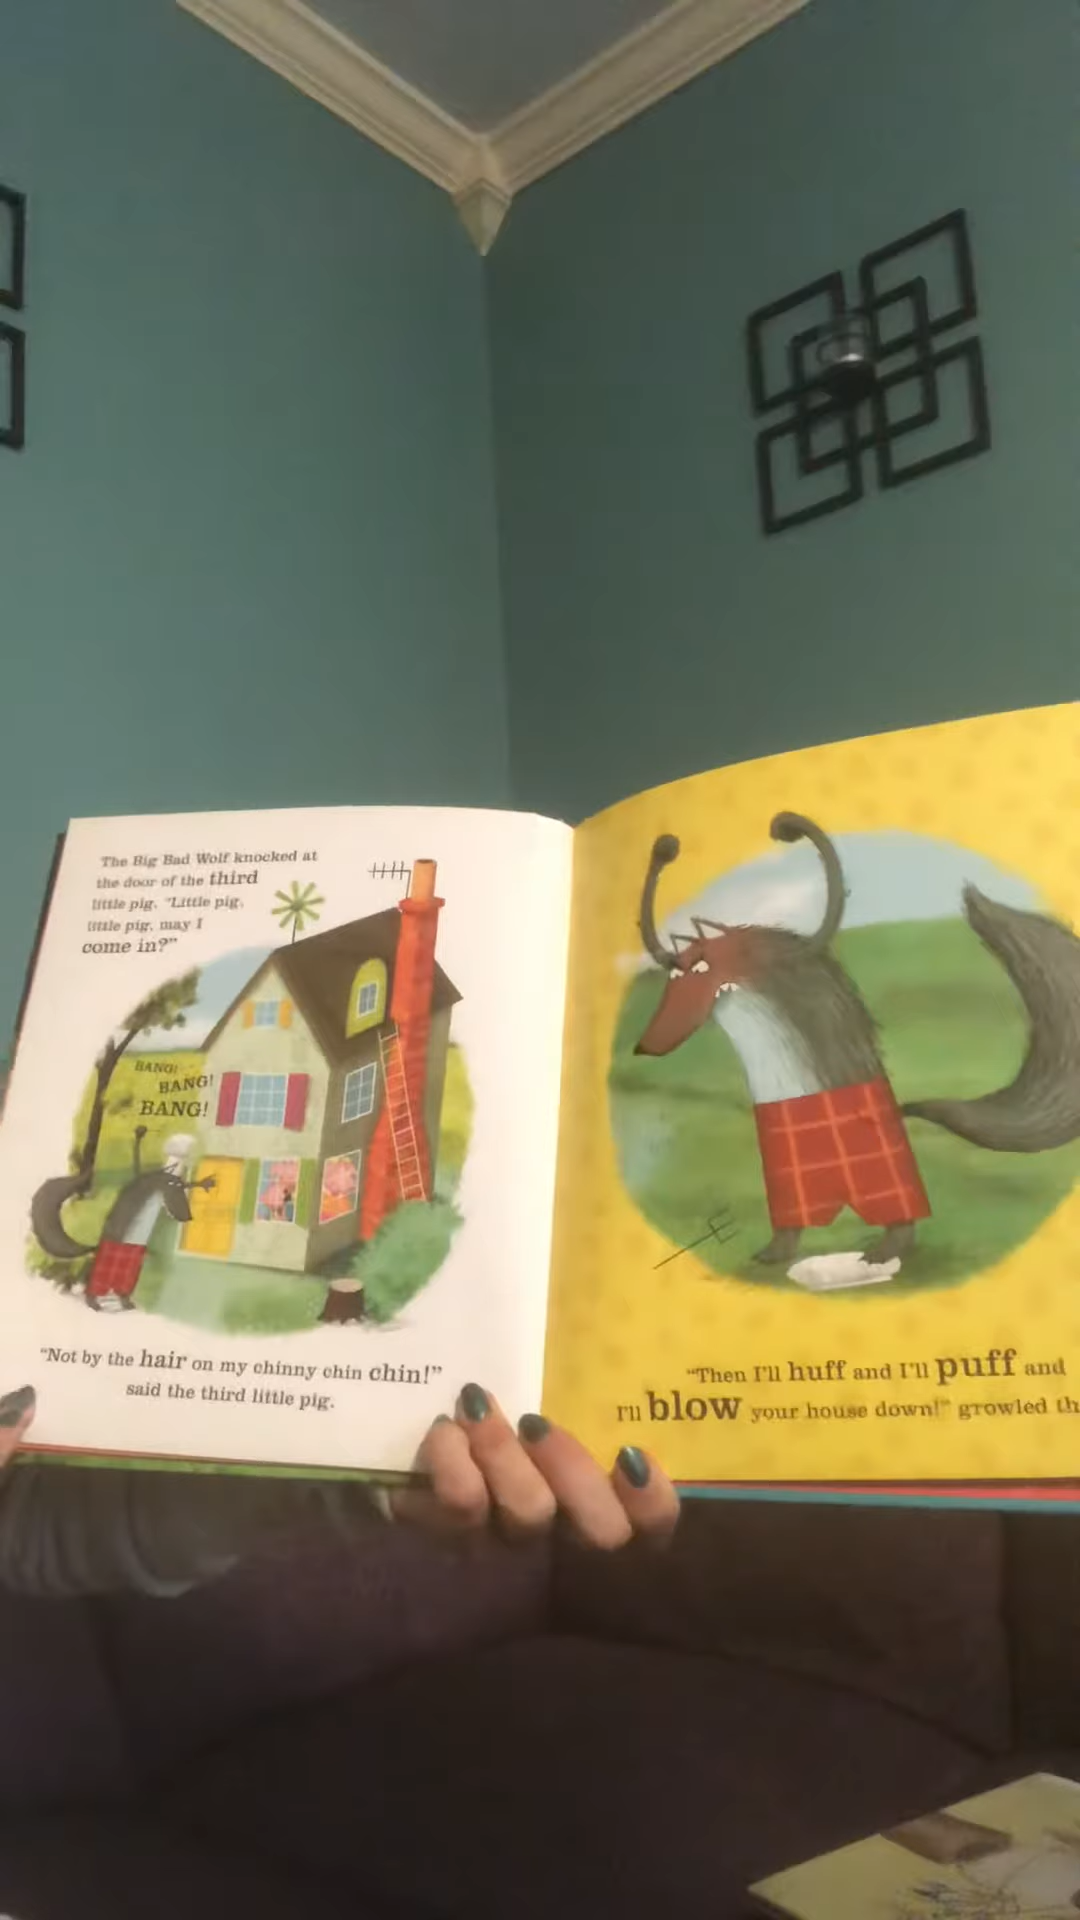 The Big Bad Wolf knocked at
the door of the third
little pig. "Little pig,
little pig, may I
come in?"
BANG!
BANG!
BANG!
"Not by the hair on my chinny chin chin!"
said the third little pig.
"Then I'll huff and I'll puff and
I'll blow your house down!" growled th